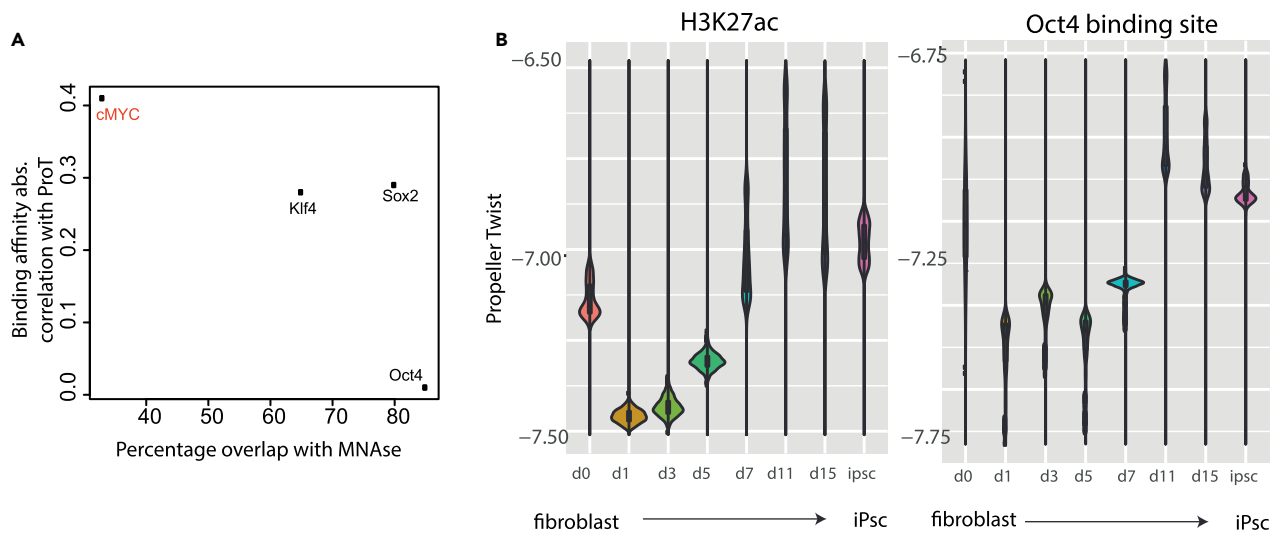 A
Binding affinity abs.
correlation with ProT
0.4
0.3
0.2
0.1
0.0
cMYC
Klf4
Sox2
Oct4
40 50 60 70 80
Percentage overlap with MNAse
B
H3K27ac
Propeller Twist
−6.50
−7.00
−7.50
d0 d1 d3 d5 d7 d11 d15 ipsc
fibroblast iPsc
Oct4 binding site
−6.75
−7.25
−7.75
d0 d1 d3 d5 d7 d11 d15 ipsc
fibroblast iPsc